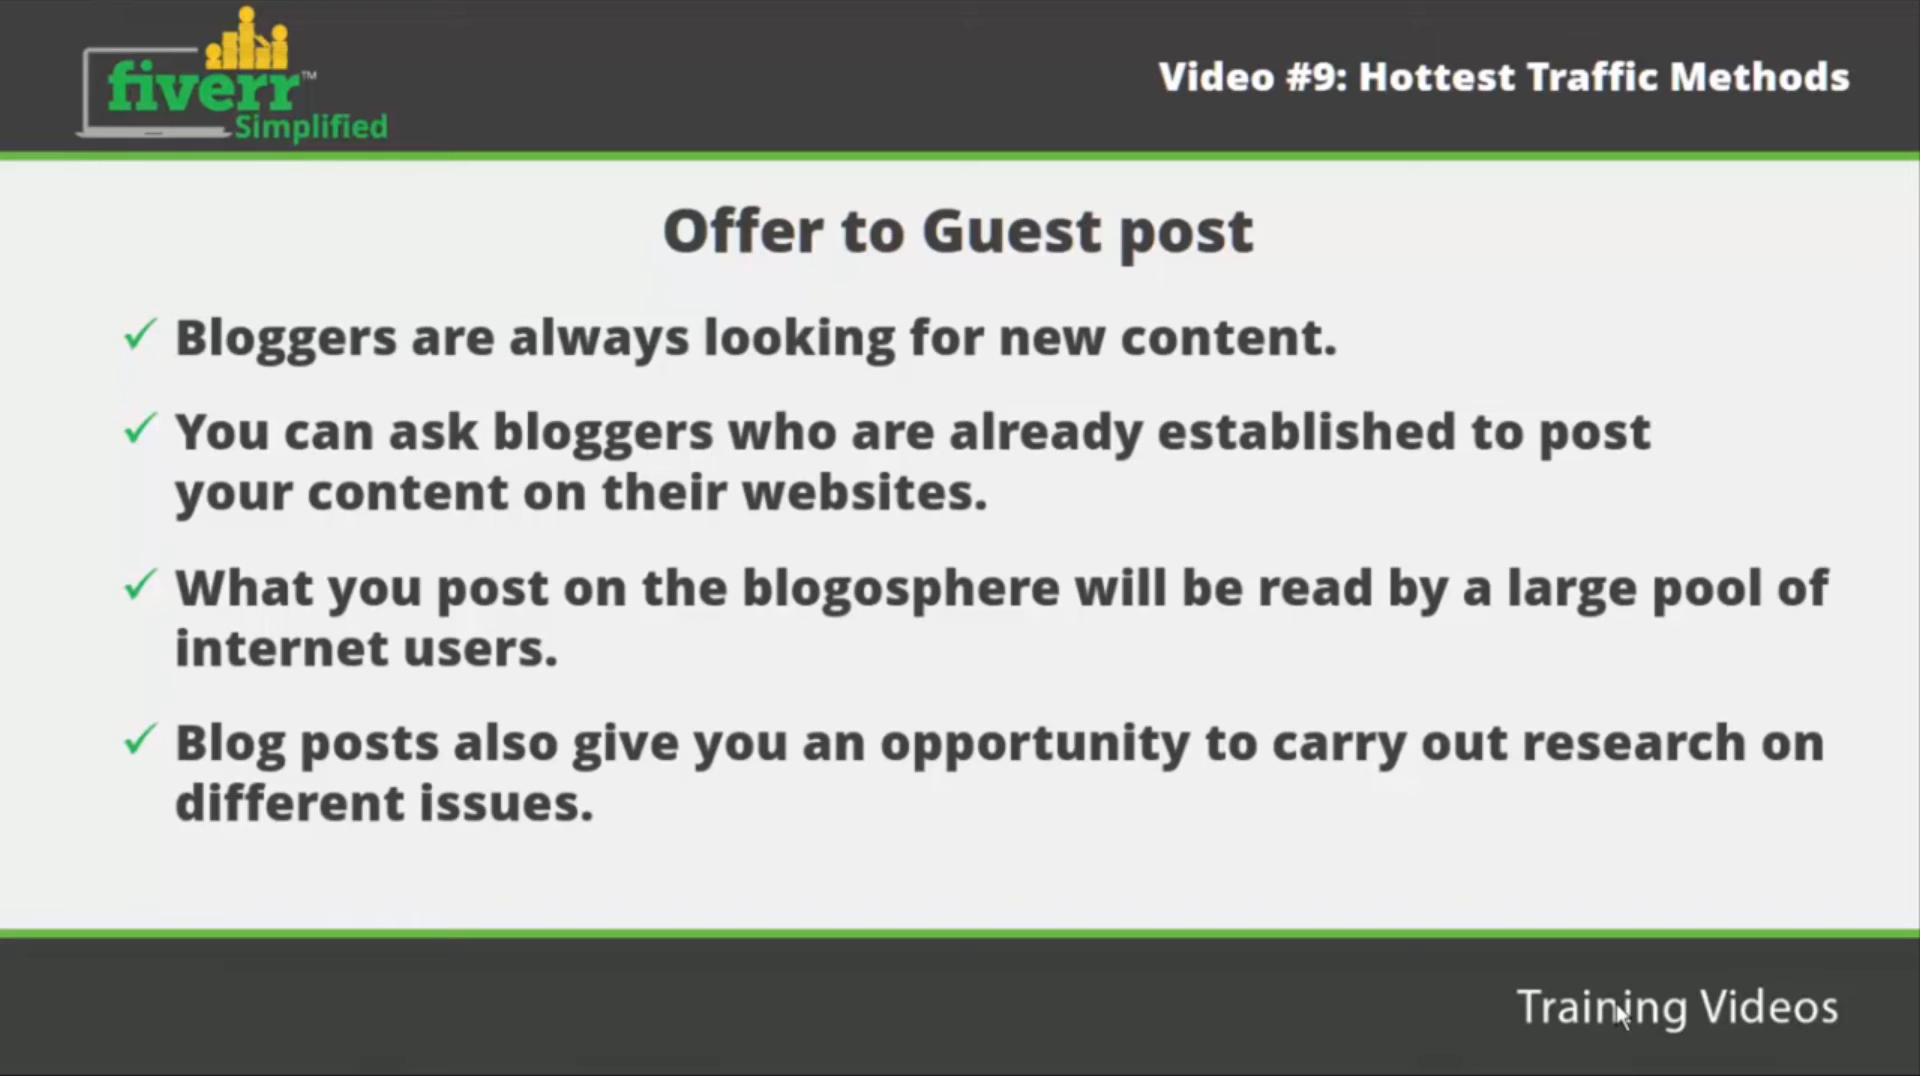 fiverr™
Simplified
Video #9: Hottest Traffic Methods
Offer to Guest post
✓ Bloggers are always looking for new content.
✓ You can ask bloggers who are already established to post
your content on their websites.
✓ What you post on the blogosphere will be read by a large pool of
internet users.
✓ Blog posts also give you an opportunity to carry out research on
different issues.
Training Videos